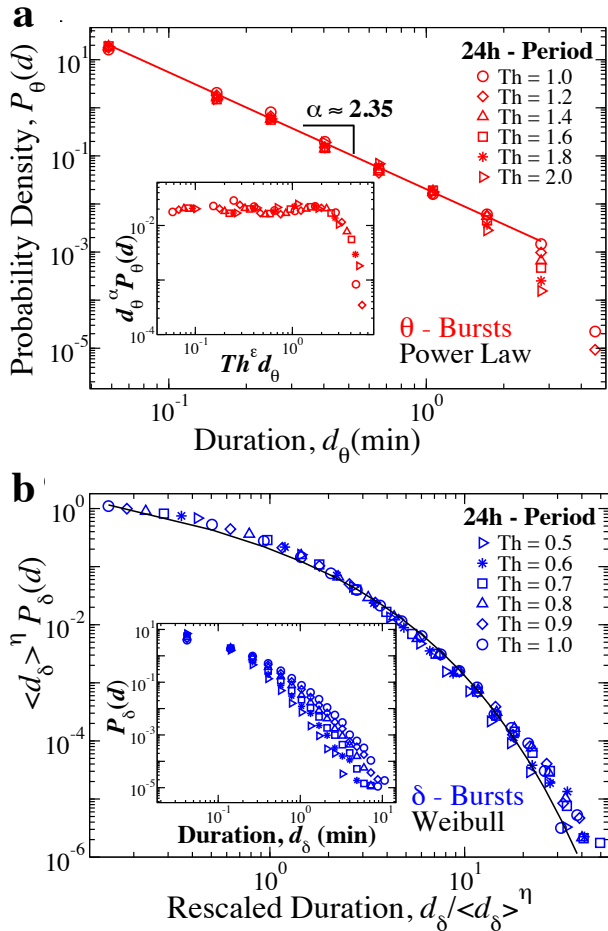 a
Probability Density, P_θ(d)
10^1
10^-1
10^-3
10^-5
24h - Period
Th = 1.0
Th = 1.2
Th = 1.4
Th = 1.6
Th = 1.8
Th = 2.0
α ≈ 2.35
d_θ^α P_θ(d)
10^-2
10^-4
10^-1
10^0
Th^ε d_θ
θ - Bursts
Power Law
10^-1
10^0
Duration, d_θ(min)
b
<d_δ>^η P_δ(d)
10^0
10^-2
10^-4
10^-6
24h - Period
Th = 0.5
Th = 0.6
Th = 0.7
Th = 0.8
Th = 0.9
Th = 1.0
P_δ(d)
10^1
10^-1
10^-3
10^-5
10^-2
10^-1
10^0
10^1
Duration, d_δ (min)
δ - Bursts
Weibull
10^0
10^1
Rescaled Duration, d_δ/<d_δ>^η